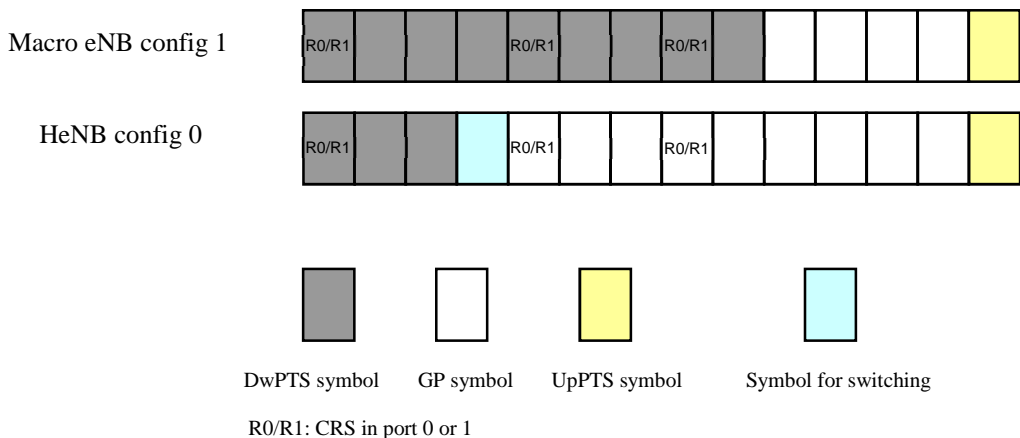 Macro eNB config 1
R0/R1 R0/R1 R0/R1
HeNB config 0
R0/R1 R0/R1 R0/R1
DwPTS symbol GP symbol UpPTS symbol Symbol for switching
R0/R1: CRS in port 0 or 1